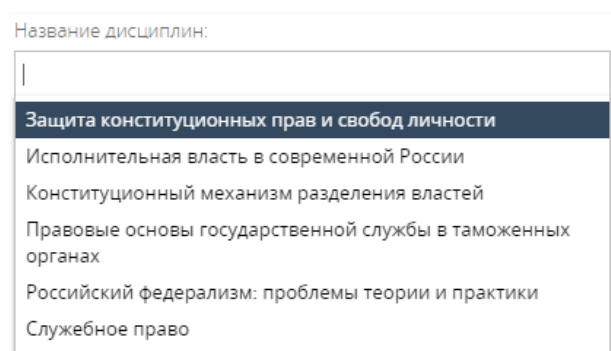 Название дисциплин:
Защита конституционных прав и свобод личности
Исполнительная власть в современной России
Конституционный механизм разделения властей
Правовые основы государственной службы в таможенных
органах
Российский федерализм: проблемы теории и практики
Служебное право